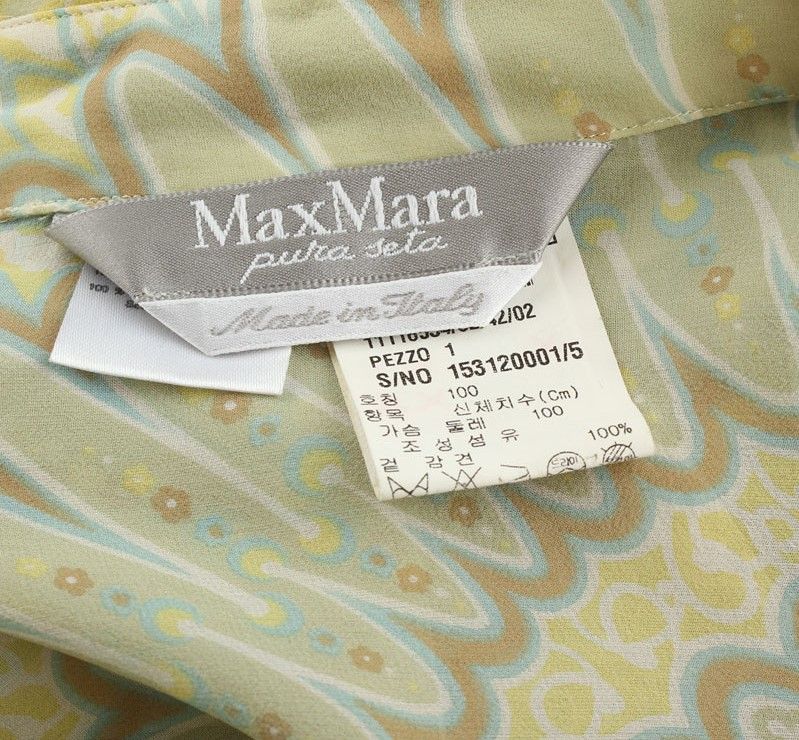 MaxMara
pura seta
Made in Italy
100 %
PEZZO 1
S/NO 153120001/5
호칭 100
항목 신체치수(Cm)
가슴 둘레 100
조성섬유
겉감 견 100%